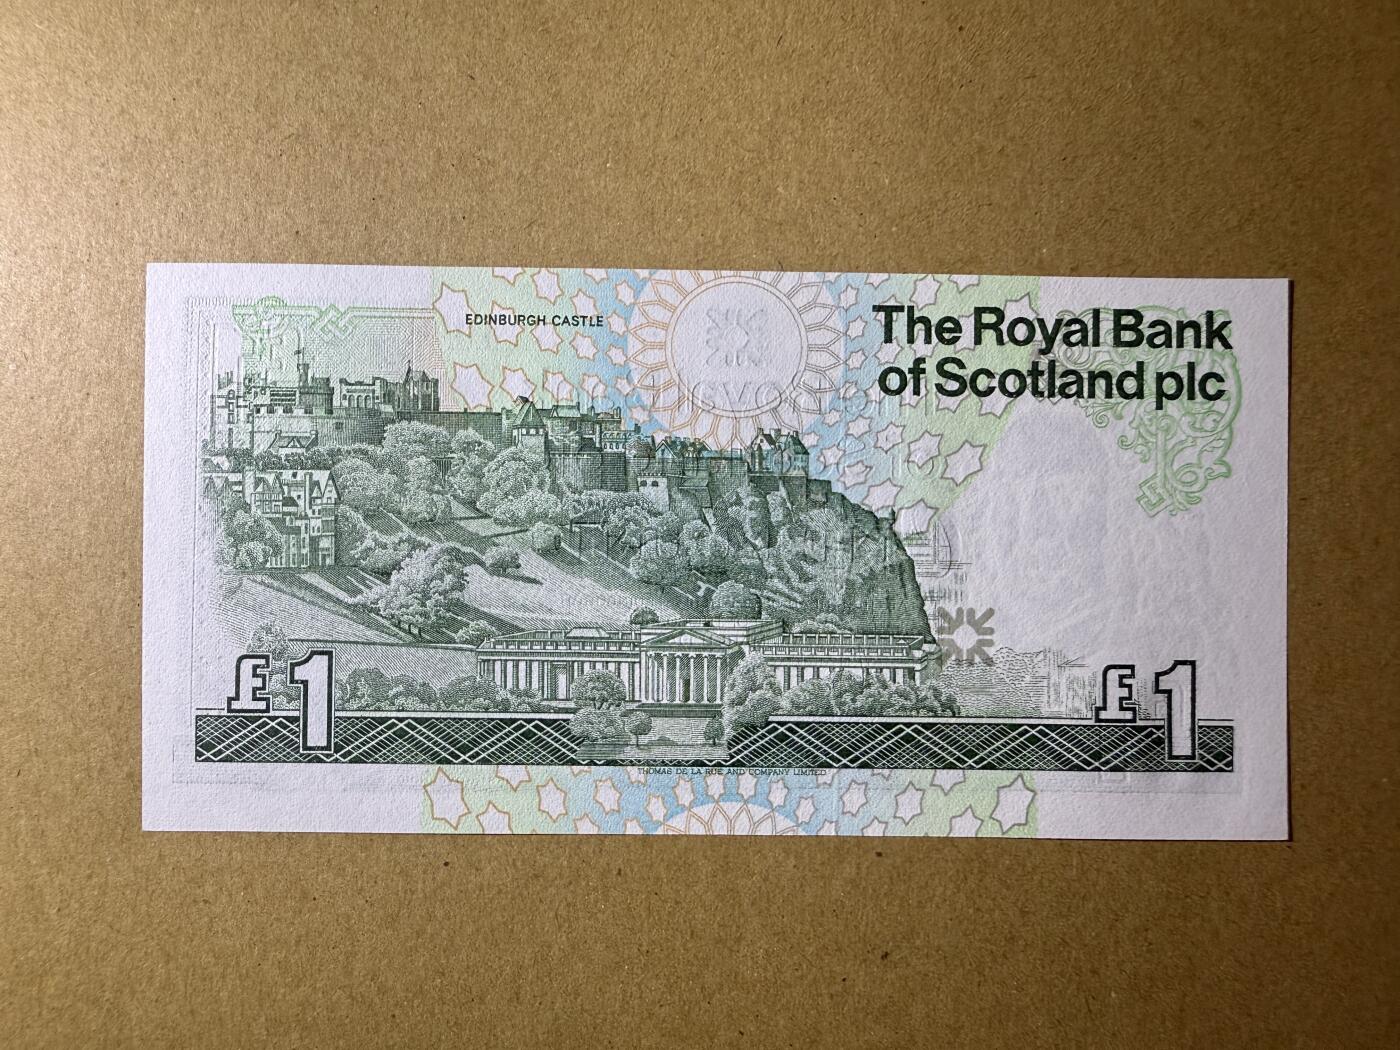 EDINBURGH CASTLE
The Royal Bank
of Scotland plc
£1
£1
THOMAS DE LA RUE AND COMPANY LIMITED